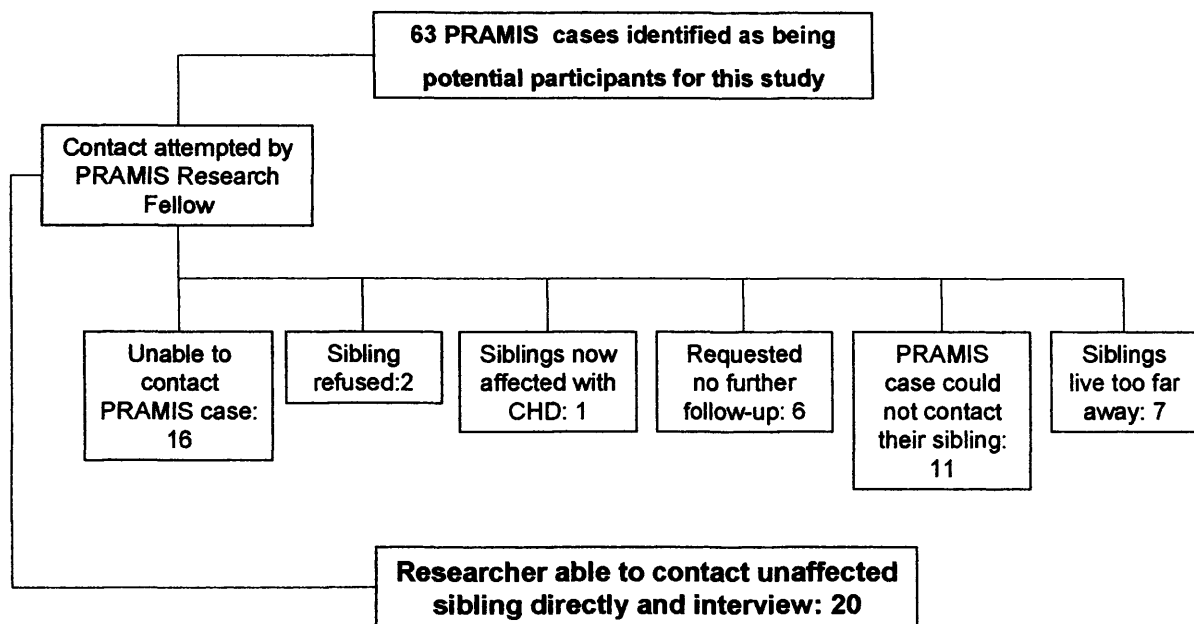 63 PRAMIS cases identified as being
potential participants for this study
Contact attempted by
PRAMIS Research
Fellow
Unable to
contact
PRAMIS case:
16
Sibling
refused:2
Siblings now
affected with
CHD: 1
Requested
no further
follow-up: 6
PRAMIS
case could
not contact
their sibling:
11
Siblings
live too far
away: 7
Researcher able to contact unaffected
sibling directly and interview: 20